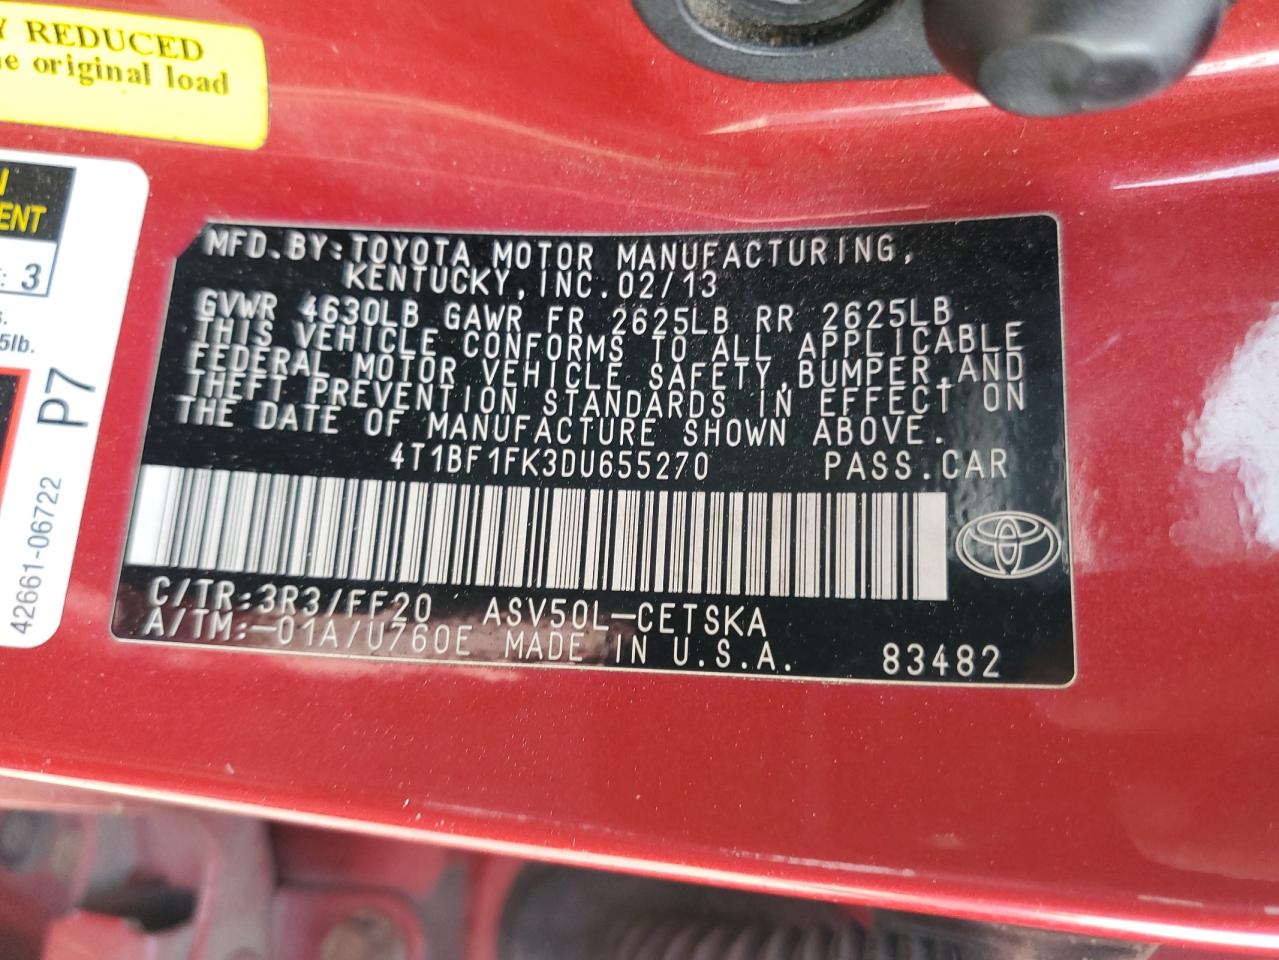 Y REDUCED
e original load
N
ENT
: 3
s.
5lb.
P7
42661-06722
MFD. BY: TOYOTA MOTOR MANUFACTURING,
KENTUCKY, INC. 02/13
GVWR 4630LB GAWR FR 2625LB RR 2625LB
THIS VEHICLE CONFORMS TO ALL APPLICABLE
FEDERAL MOTOR VEHICLE SAFETY, BUMPER, AND
THEFT PREVENTION STANDARDS IN EFFECT ON
THE DATE OF MANUFACTURE SHOWN ABOVE.
4T1BF1FK3DU655270 PASS. CAR
C/TR: 3R3/FF20 ASV50L-CETSKA
A/TM: -01A/U760E MADE IN U.S.A. 83482